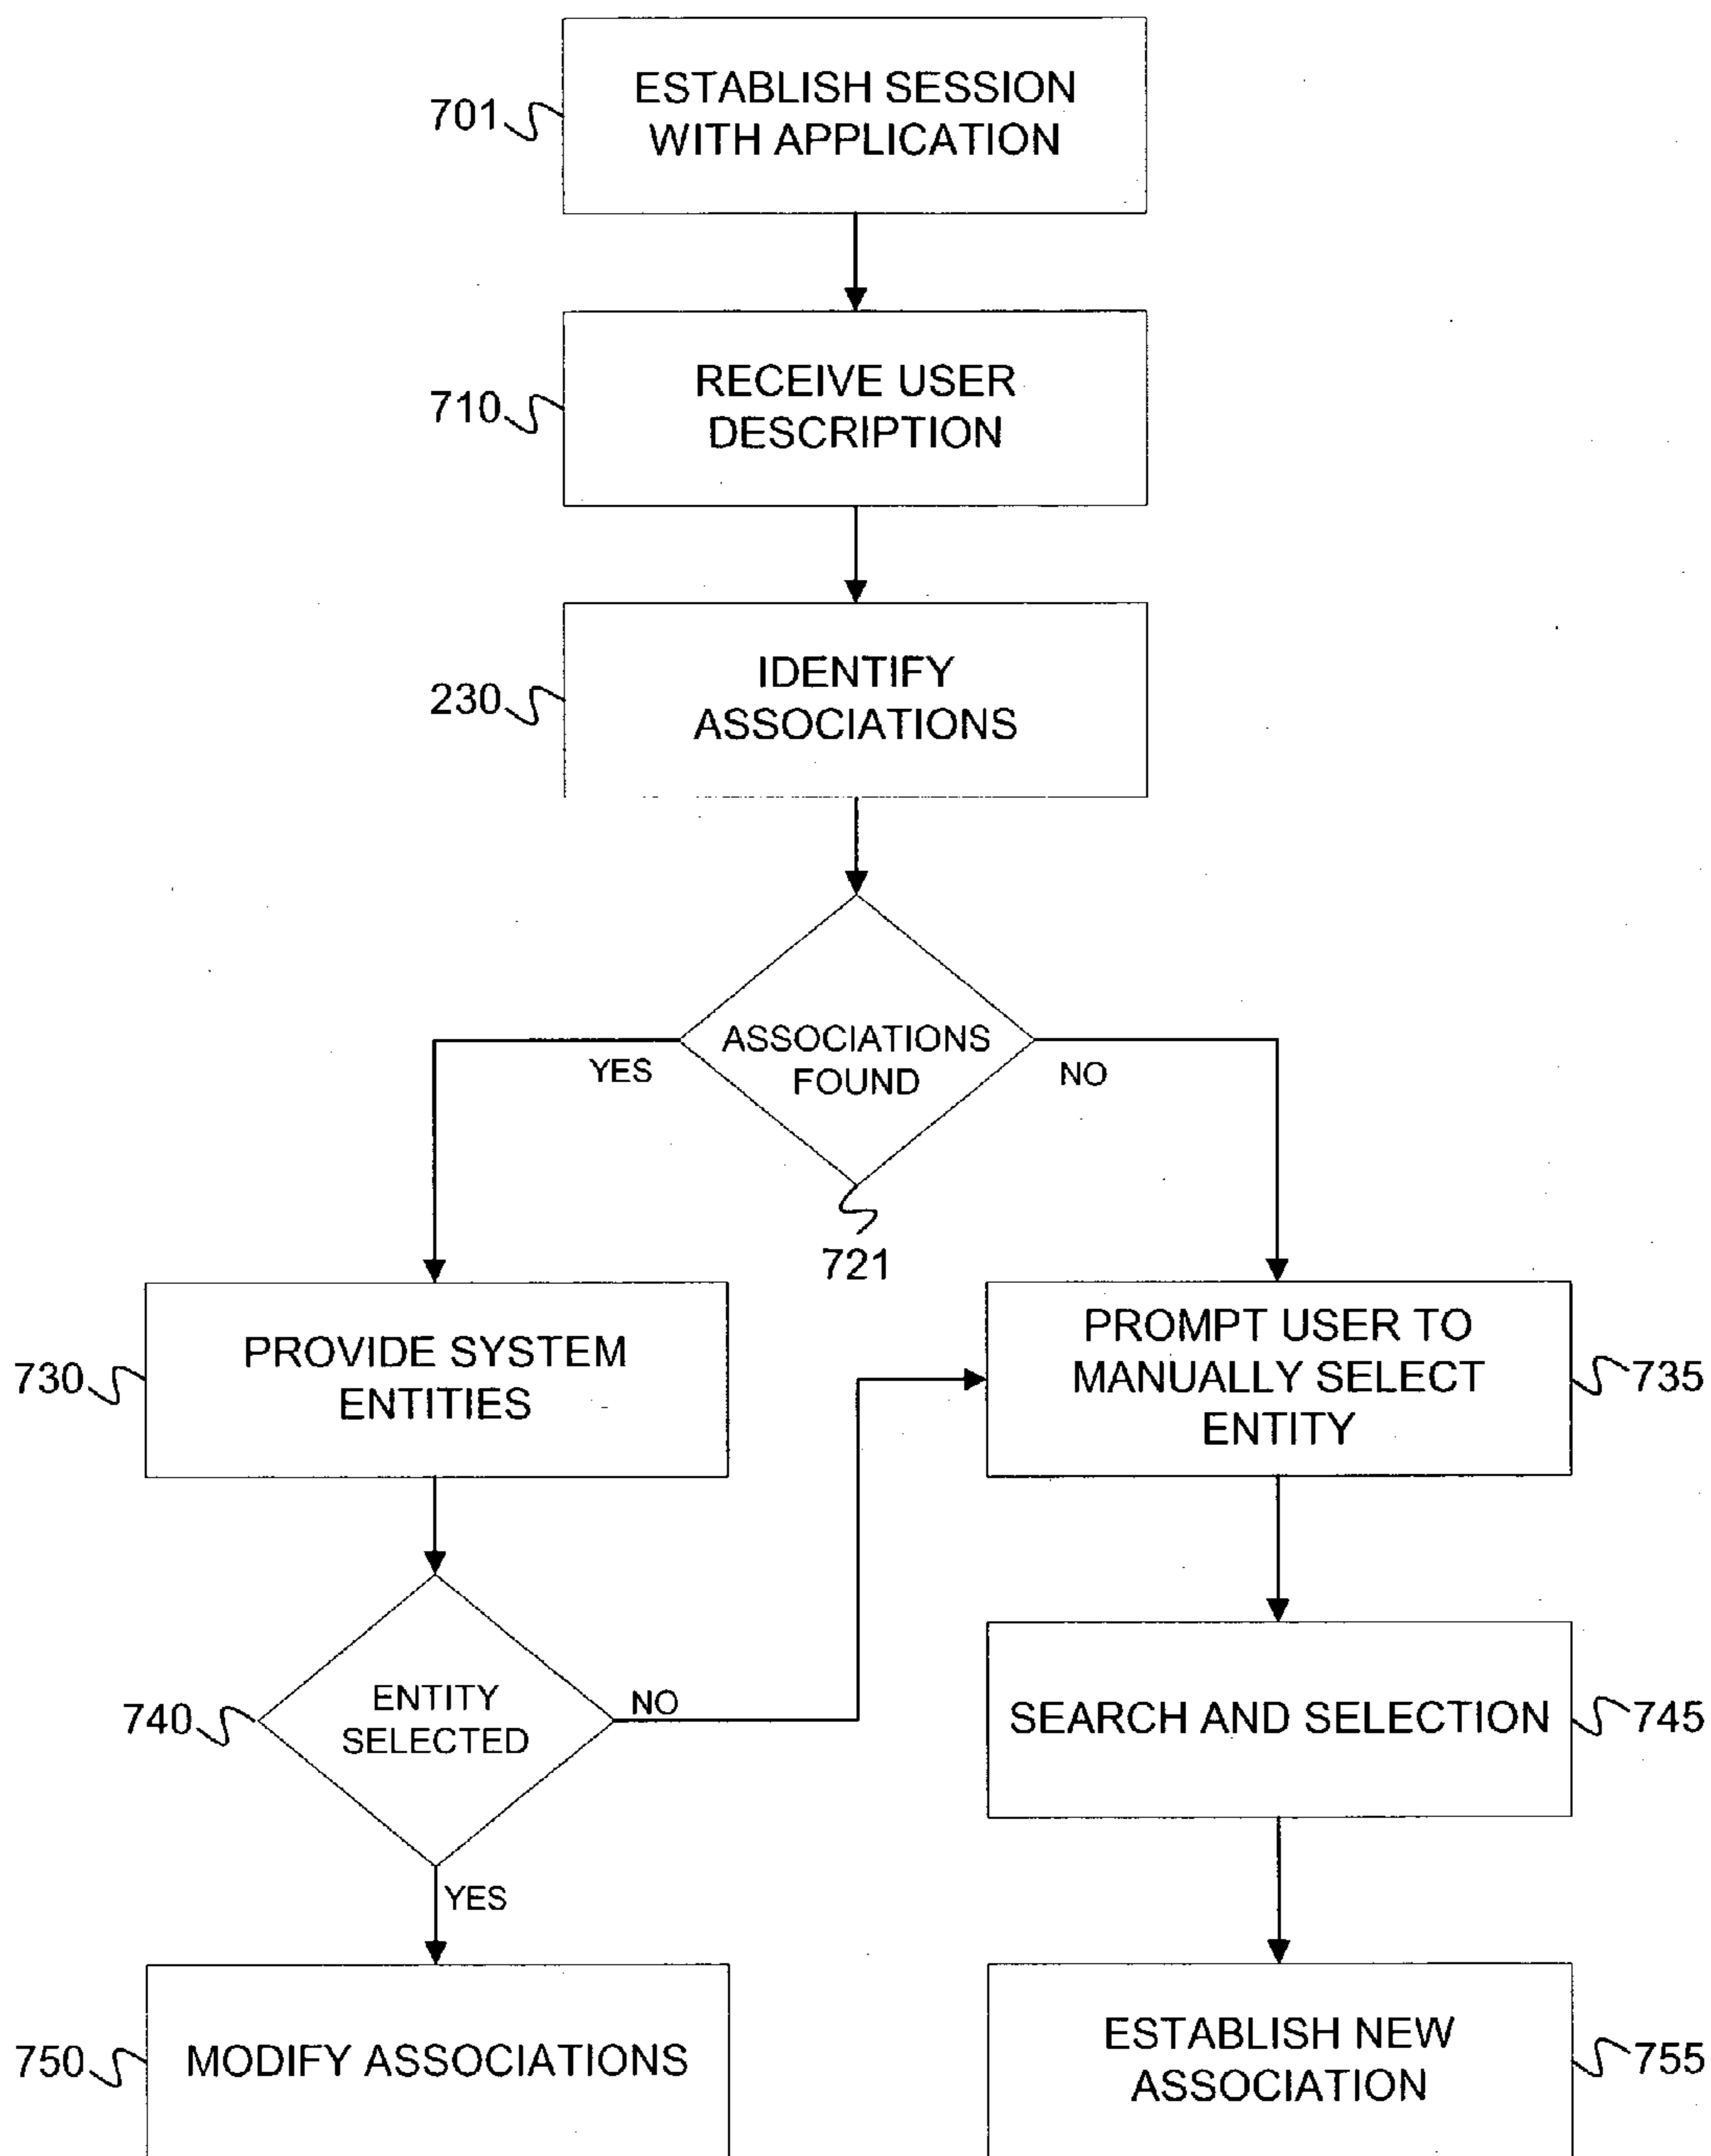 701
ESTABLISH SESSION
WITH APPLICATION
710
RECEIVE USER
DESCRIPTION
230
IDENTIFY
ASSOCIATIONS
ASSOCIATIONS
FOUND
YES
NO
721
730
PROVIDE SYSTEM
ENTITIES
PROMPT USER TO
MANUALLY SELECT
ENTITY
735
740
ENTITY
SELECTED
NO
YES
SEARCH AND SELECTION
745
750
MODIFY ASSOCIATIONS
ESTABLISH NEW
ASSOCIATION
755